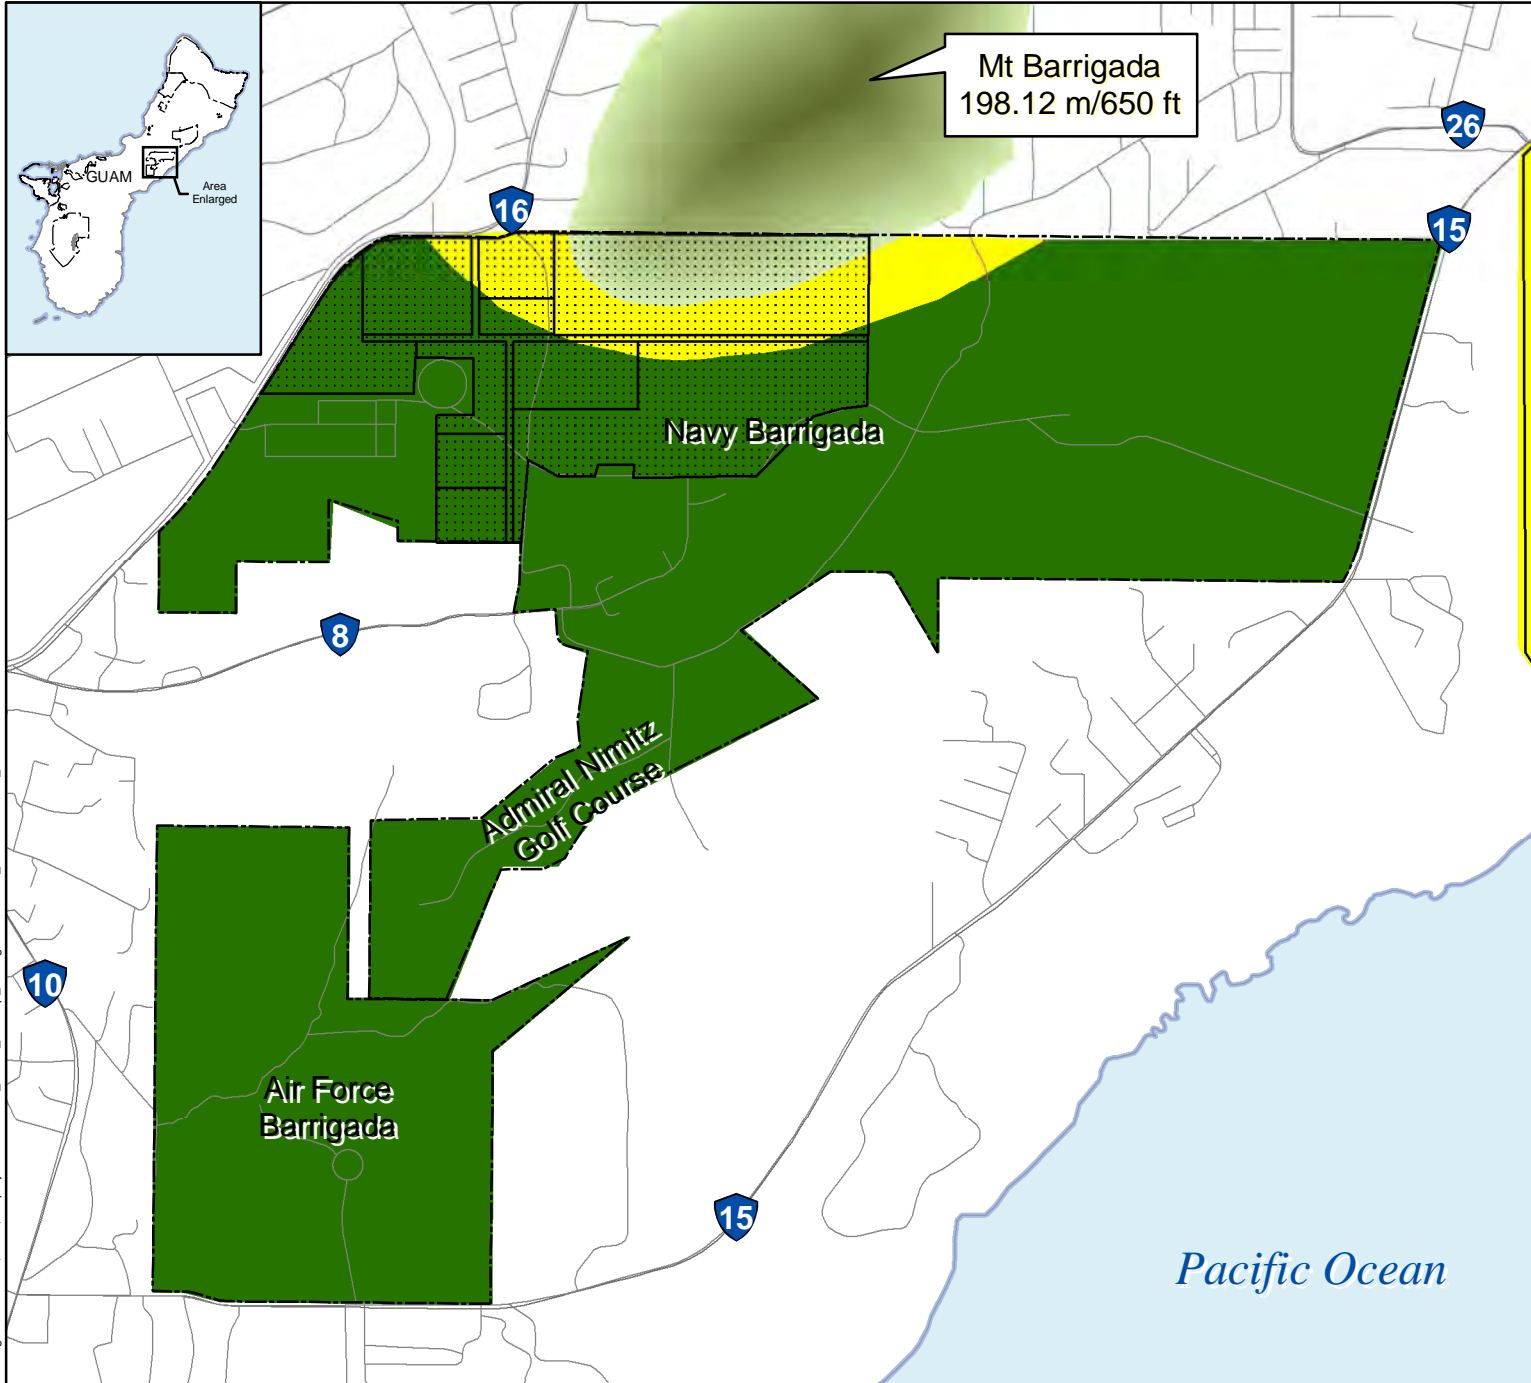 Mt Barrigada
198.12 m/650 ft
26
GUAM
Area
Enlarged
16
15
Navy Barrigada
8
Admiral Nimitz
Golf Course
10
Air Force
Barrigada
15
Pacific Ocean